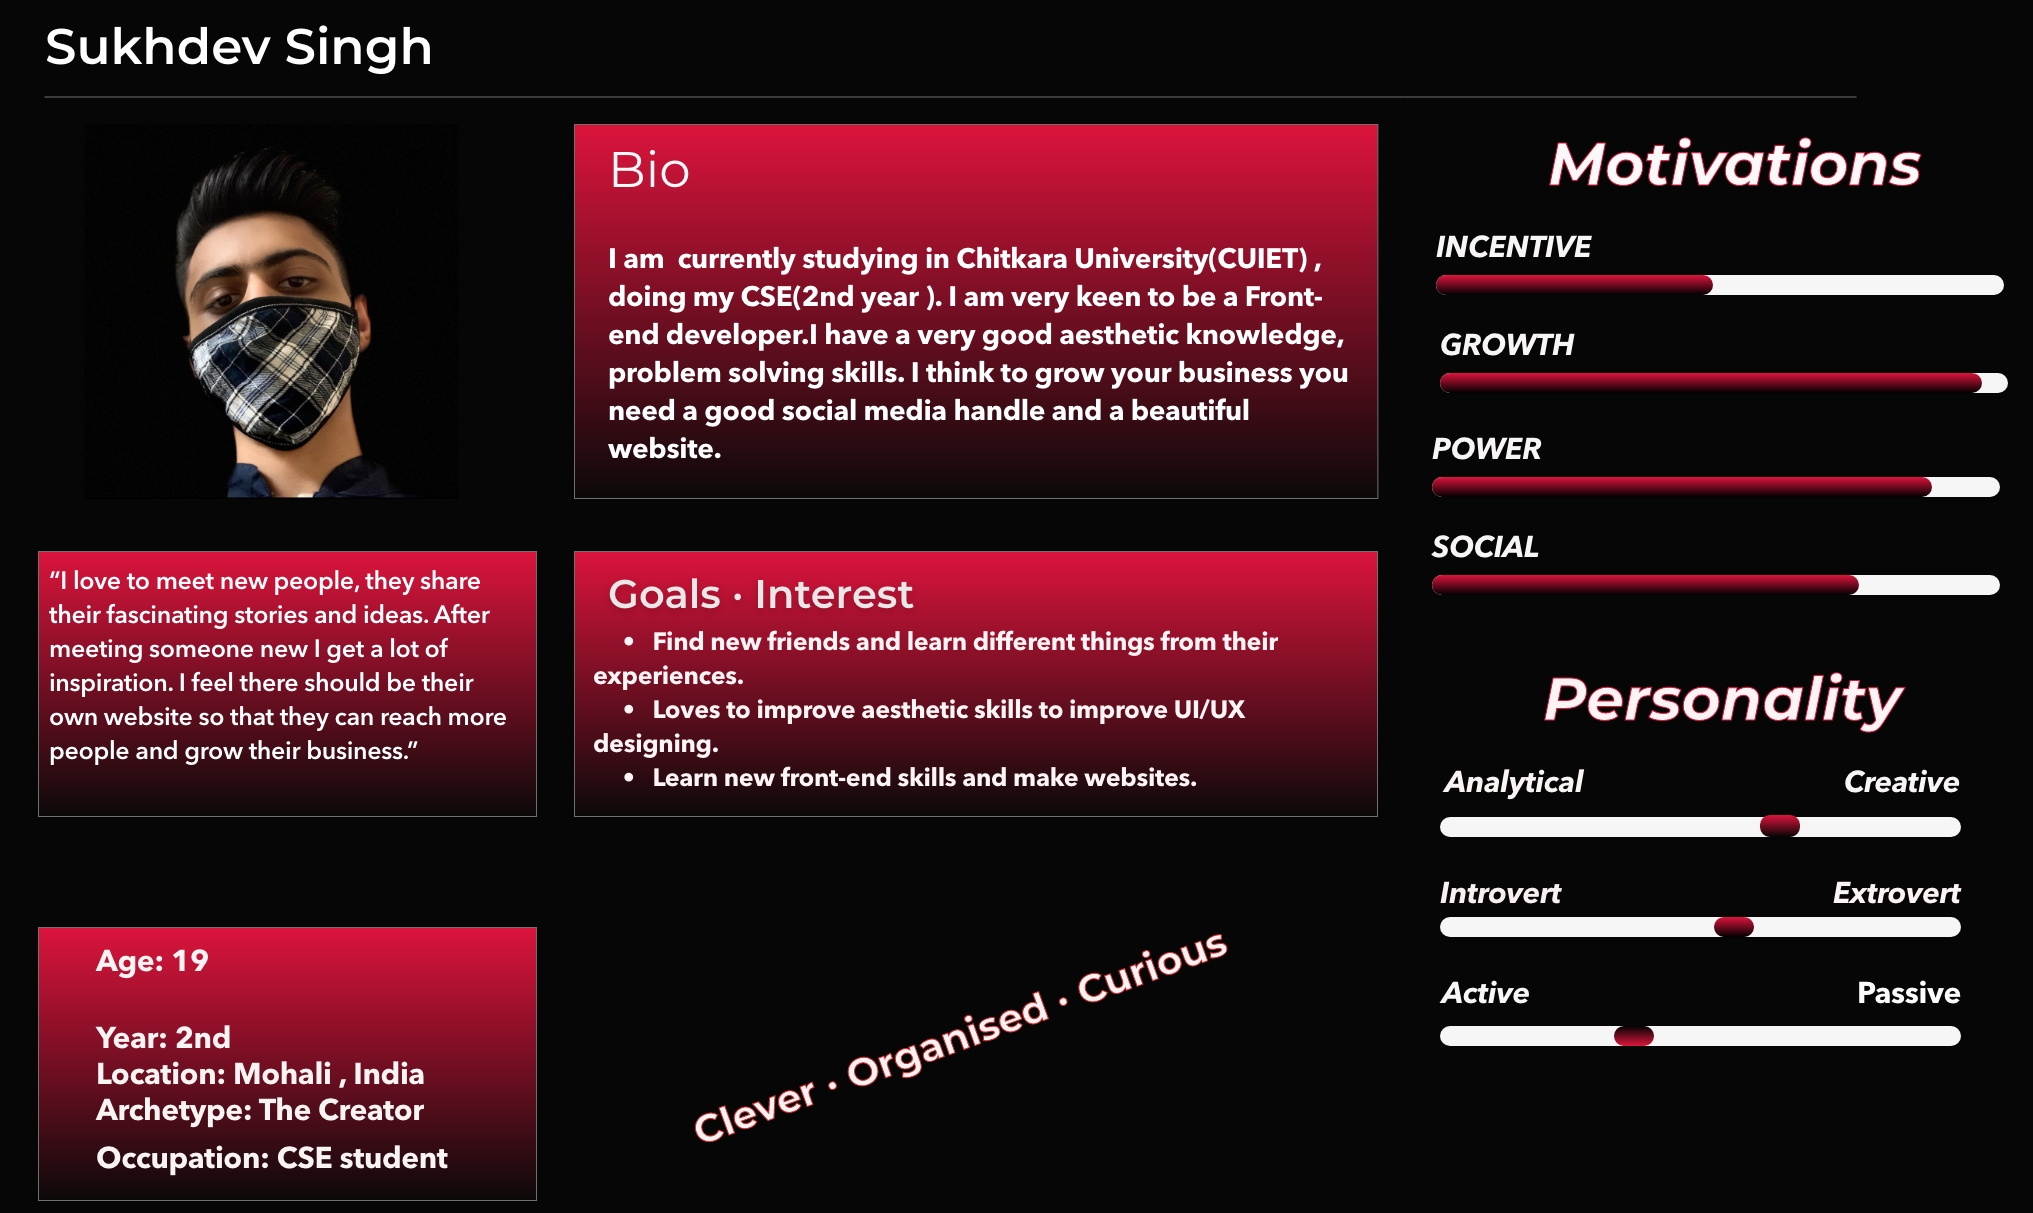 Sukhdev Singh
Bio
I am  currently studying in Chitkara University(CUIET) ,
doing my CSE(2nd year ). I am very keen to be a Front-
end developer.I have a very good aesthetic knowledge,
problem solving skills. I think to grow your business you
need a good social media handle and a beautiful
website.
“I love to meet new people, they share
their fascinating stories and ideas. After
meeting someone new I get a lot of
inspiration. I feel there should be their
own website so that they can reach more
people and grow their business.”
Goals · Interest
• Find new friends and learn different things from their
experiences.
• Loves to improve aesthetic skills to improve UI/UX
designing.
• Learn new front-end skills and make websites.
Age: 19
Year: 2nd
Location: Mohali , India
Archetype: The Creator
Occupation: CSE student
Clever · Organised · Curious
Motivations
INCENTIVE
GROWTH
POWER
SOCIAL
Personality
Analytical Creative
Introvert Extrovert
Active Passive